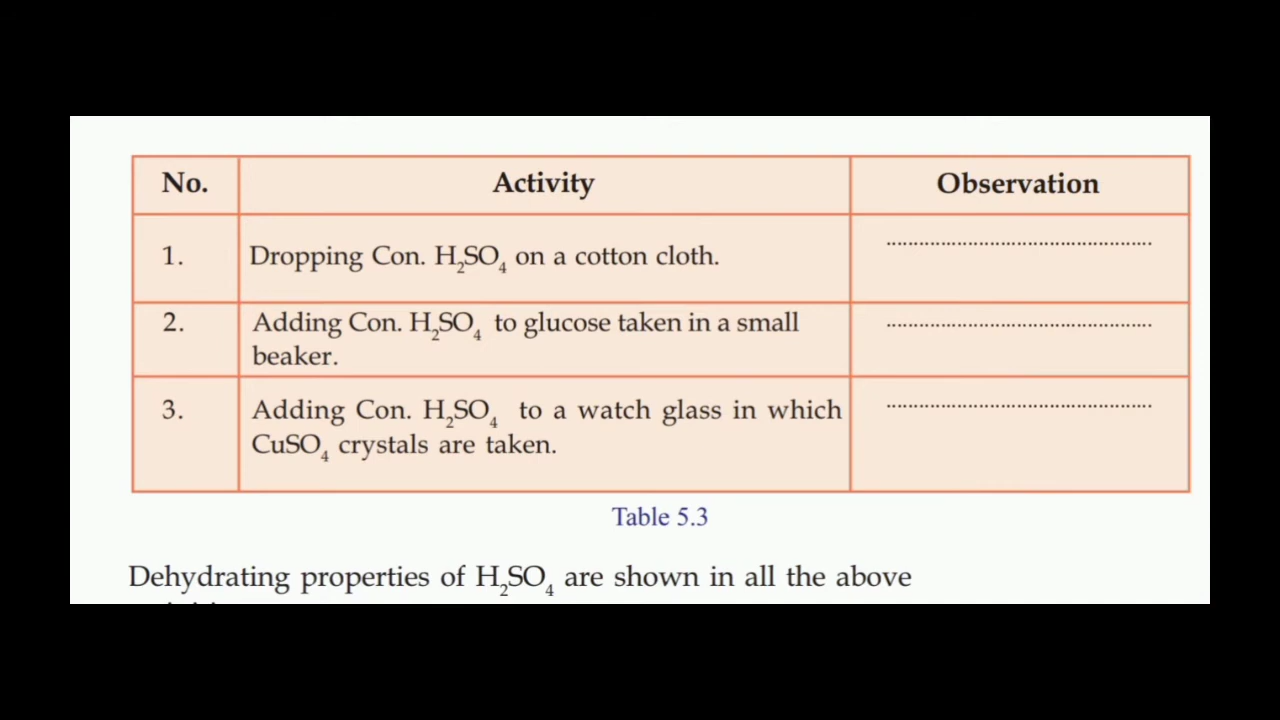 No. Activity Observation
1. Dropping Con. H₂SO₄ on a cotton cloth. ..........................................................
2. Adding Con. H₂SO₄ to glucose taken in a small ..........................................................
beaker.
3. Adding Con. H₂SO₄ to a watch glass in which ..........................................................
CuSO₄ crystals are taken.
Table 5.3
Dehydrating properties of H₂SO₄ are shown in all the above